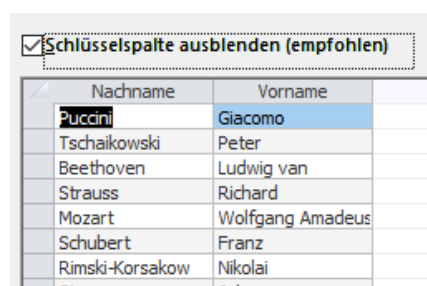 Schlüsselspalte ausblenden (empfohlen)
Nachname Vorname
Puccini Giacomo
Tschaikowski Peter
Beethoven Ludwig van
Strauss Richard
Mozart Wolfgang Amadeus
Schubert Franz
Rimski-Korsakow Nikolai